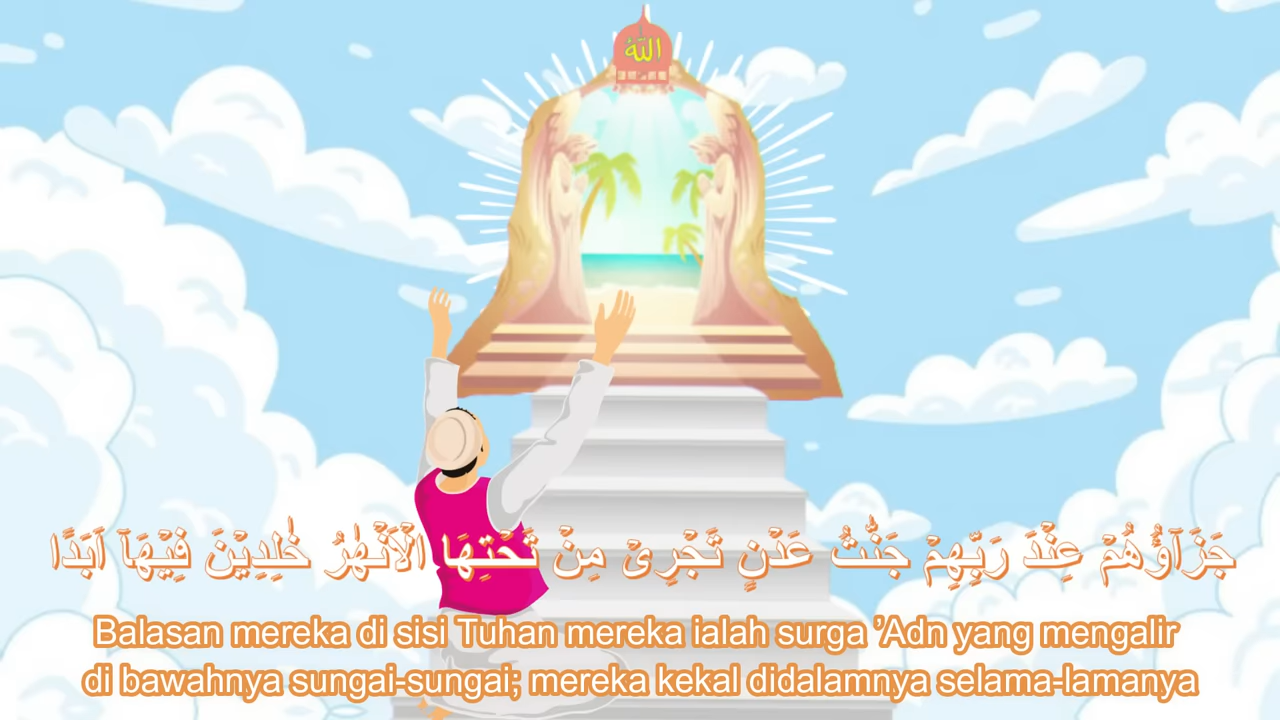 الله
جَزَاۤؤُهُمْ عِنْدَ رَبِّهِمْ جَنّٰتُ عَدْنٍ تَجْرِيْ مِنْ تَحْتِهَا الْاَنْهٰرُ خٰلِدِيْنَ فِيْهَآ اَبَدًا
Balasan mereka di sisi Tuhan mereka ialah surga ’Adn yang mengalir
di bawahnya sungai-sungai; mereka kekal didalamnya selama-lamanya